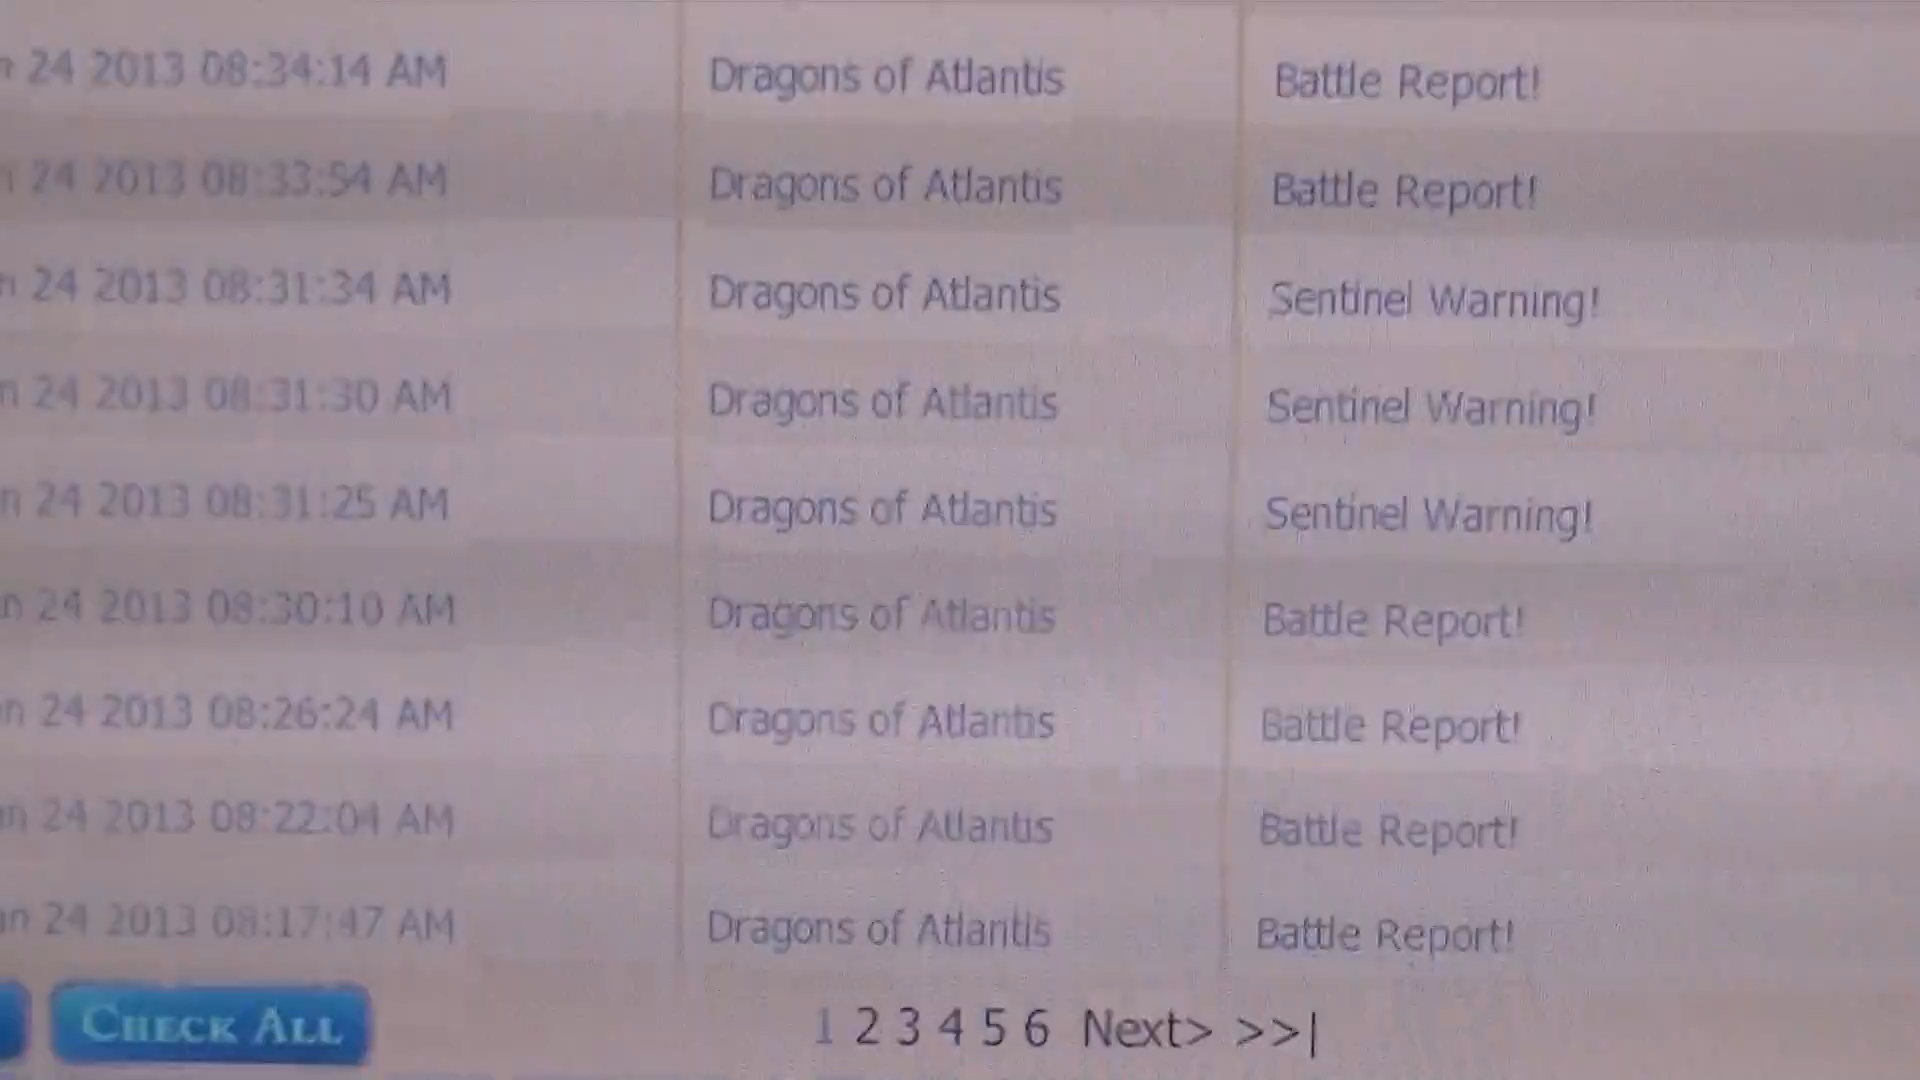 n 24 2013 08:34:14 AM Dragons of Atlantis Battle Report!
24 2013 08:33:54 AM Dragons of Atlantis Battle Report!
n 24 2013 08:31:34 AM Dragons of Atlantis Sentinel Warning!
n 24 2013 08:31:30 AM Dragons of Atlantis Sentinel Warning!
n 24 2013 08:31:25 AM Dragons of Atlantis Sentinel Warning!
n 24 2013 08:30:10 AM Dragons of Atlantis Battle Report!
n 24 2013 08:26:24 AM Dragons of Atlantis Battle Report!
n 24 2013 08:22:04 AM Dragons of Atlantis Battle Report!
an 24 2013 08:17:47 AM Dragons of Atlantis Battle Report!
CHECK ALL 1 2 3 4 5 6 Next> >>|